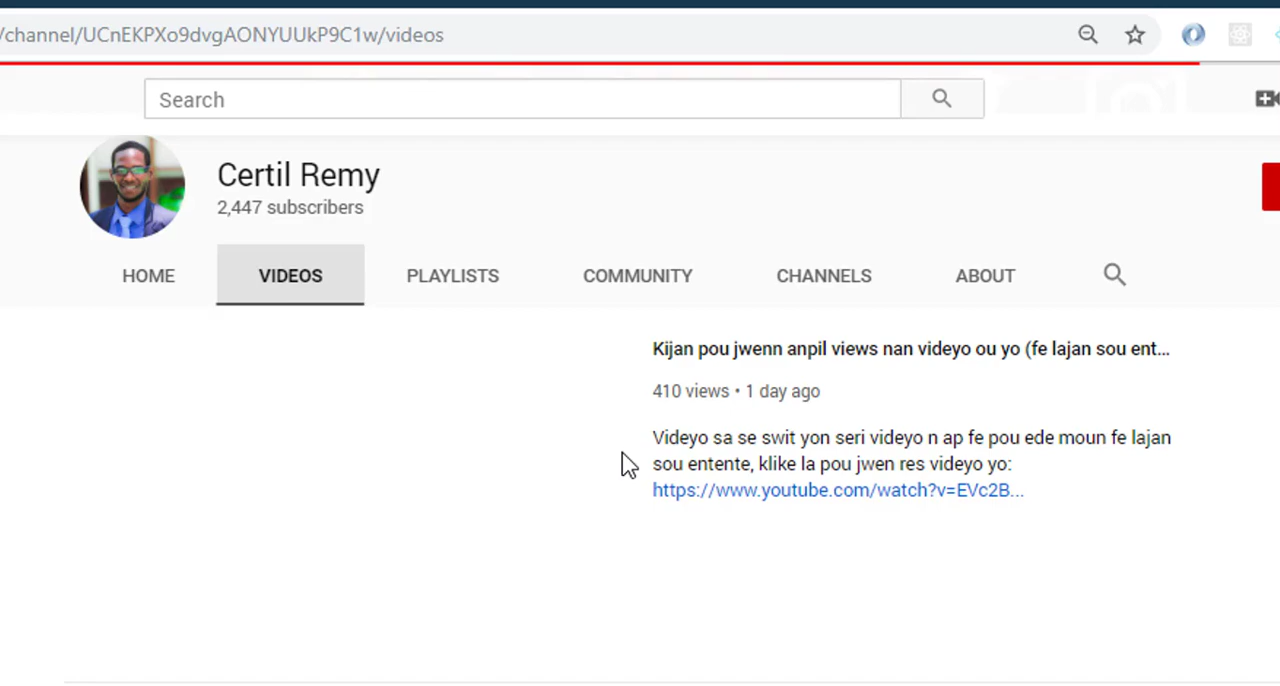 /channel/UCnEKPXo9dvgAONYUUkP9C1w/videos
Search
Certil Remy
2,447 subscribers
HOME VIDEOS PLAYLISTS COMMUNITY CHANNELS ABOUT
Kijan pou jwenn anpil views nan videyo ou yo (fe lajan sou ent...
410 views • 1 day ago
Videyo sa se swit yon seri videyo n ap fe pou ede moun fe lajan
sou entente, klike la pou jwen res videyo yo:
https://www.youtube.com/watch?v=EVc2B...